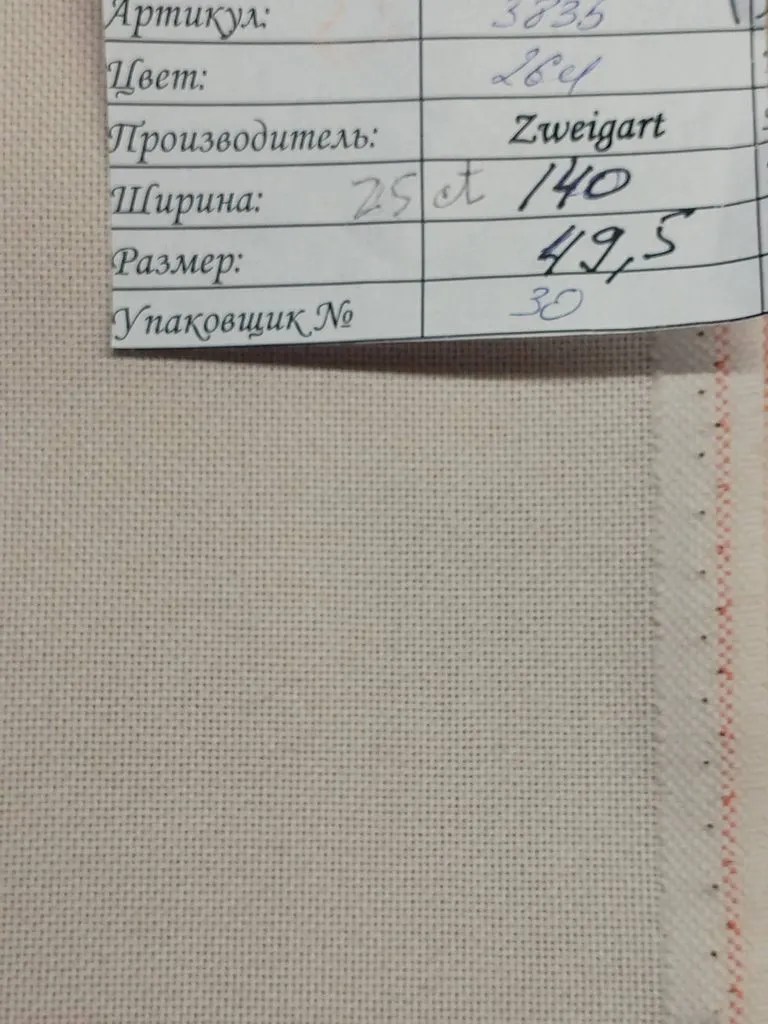 Артикул: 3835
Цвет: 264
Производитель: Zweigart
Ширина: 25 ct 140
Размер: 49,5
Упаковщик № 30